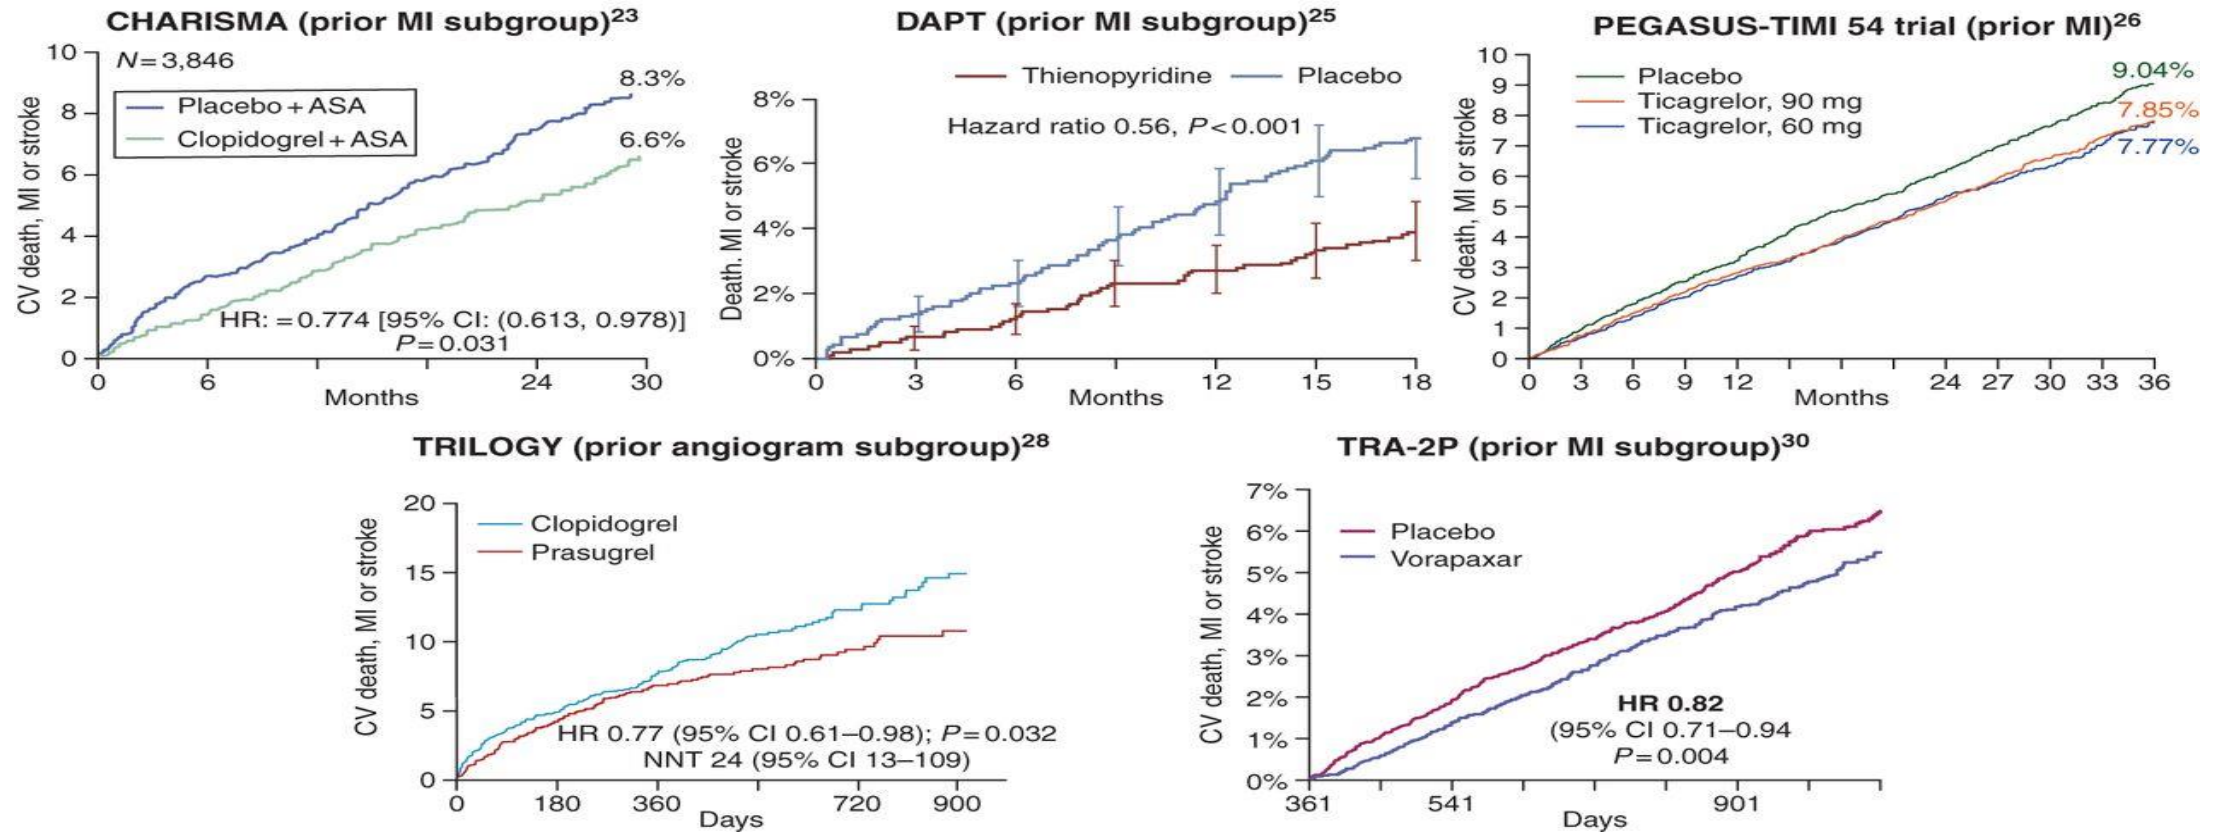 CHARISMA (prior MI subgroup)23
N=3,846
Placebo + ASA
Clopidogrel + ASA
8.3%
6.6%
HR: =0.774 [95% CI: (0.613, 0.978)]
P=0.031
CV death, MI or stroke
10
8
6
4
2
0
0 6 24 30
Months
DAPT (prior MI subgroup)25
Thienopyridine Placebo
Hazard ratio 0.56, P<0.001
Death. MI or stroke
8%
6%
4%
2%
0%
0 3 6 12 15 18
Months
PEGASUS-TIMI 54 trial (prior MI)26
Placebo
Ticagrelor, 90 mg
Ticagrelor, 60 mg
9.04%
7.85%
7.77%
CV death, MI or stroke
10
9
8
7
6
5
4
3
2
1
0
0 3 6 9 12 24 27 30 33 36
Months
TRILOGY (prior angiogram subgroup)28
Clopidogrel
Prasugrel
HR 0.77 (95% CI 0.61–0.98); P=0.032
NNT 24 (95% CI 13–109)
CV death, MI or stroke
20
15
10
5
0
0 180 360 720 900
Days
TRA-2P (prior MI subgroup)30
Placebo
Vorapaxar
HR 0.82
(95% CI 0.71–0.94
P=0.004
CV death, MI or stroke
7%
6%
5%
4%
3%
2%
1%
0%
361 541 901
Days